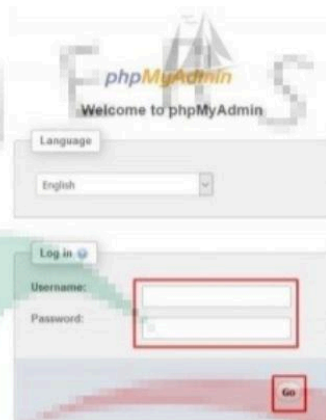 phpMyAdmin
Welcome to phpMyAdmin
Language
English
Log in
Username:
Password:
Go